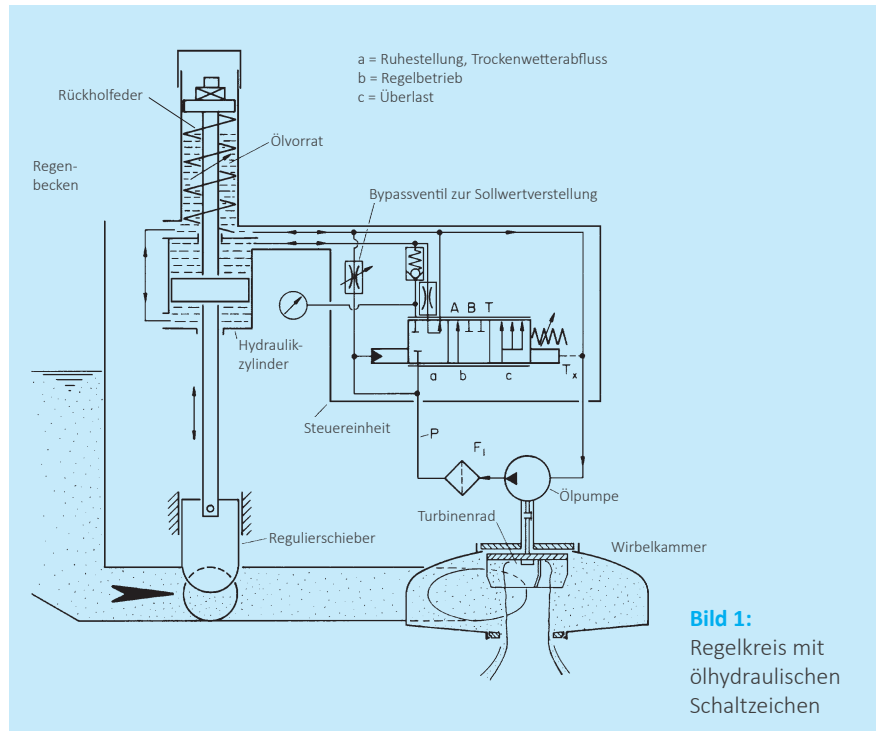 a = Ruhestellung, Trockenwetterabfluss
b = Regelbetrieb
c = Überlast
Rückholfeder
Ölvorrat
Regen-
becken
Bypassventil zur Sollwertverstellung
A B T
Hydraulik-
zylinder
a b c
Tx
Steuereinheit
P
F1
Ölpumpe
Turbinenrad
Regulierschieber
Wirbelkammer
Bild 1:
Regelkreis mit
ölhydraulischen
Schaltzeichen